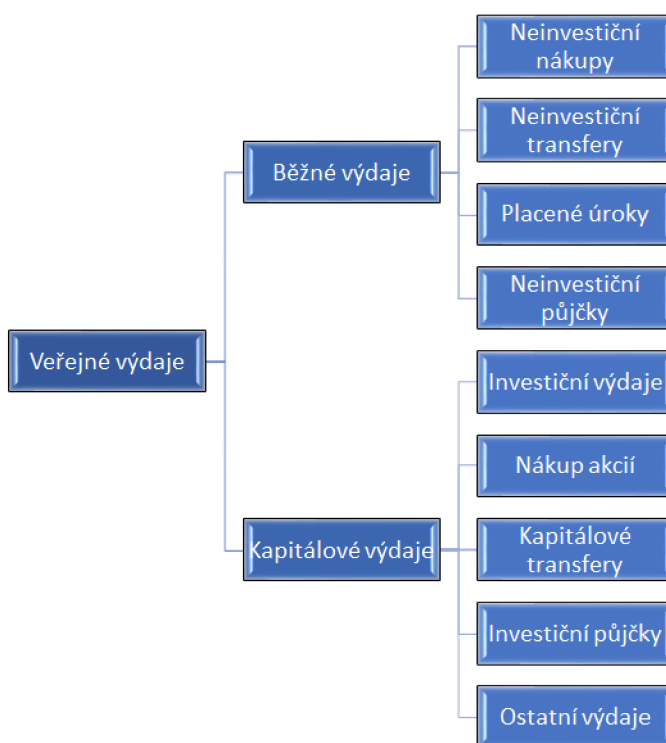 Neinvestiční
nákupy
Neinvestiční
transfery
Běžné výdaje
Placené úroky
Neinvestiční
půjčky
Veřejné výdaje
Investiční výdaje
Nákup akcií
Kapitálové výdaje
Kapitálové
transfery
Investiční půjčky
Ostatní výdaje